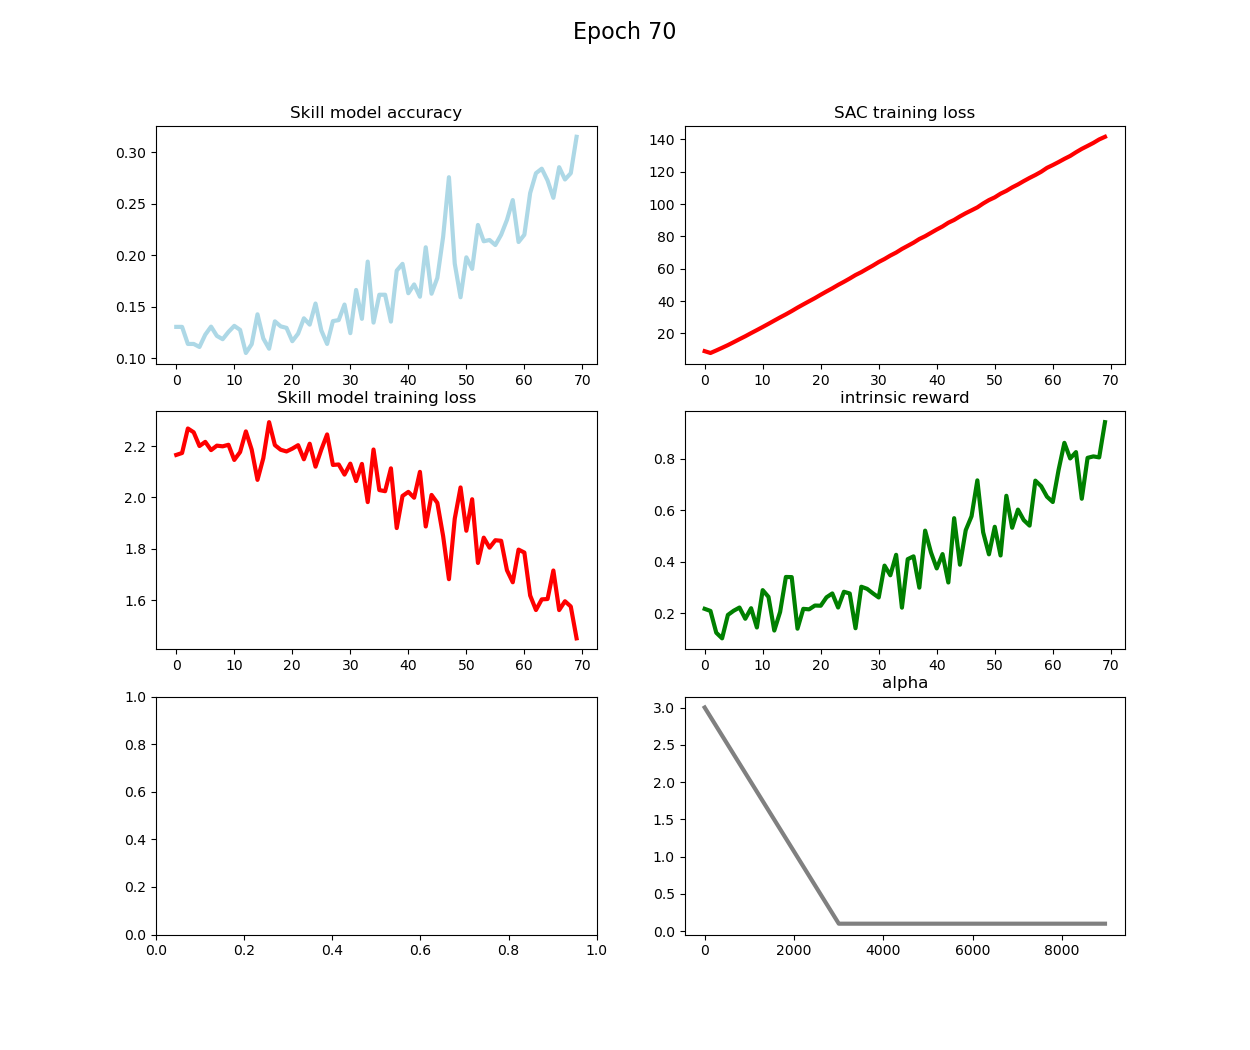 Epoch 70
Skill model accuracy
0.30
0.25
0.20
0.15
0.10
0 10 20 30 40 50 60 70
SAC training loss
140
120
100
80
60
40
20
0 10 20 30 40 50 60 70
Skill model training loss
2.2
2.0
1.8
1.6
0 10 20 30 40 50 60 70
intrinsic reward
0.8
0.6
0.4
0.2
0 10 20 30 40 50 60 70
1.0
0.8
0.6
0.4
0.2
0.0
0.0 0.2 0.4 0.6 0.8 1.0
alpha
3.0
2.5
2.0
1.5
1.0
0.5
0.0
0 2000 4000 6000 8000